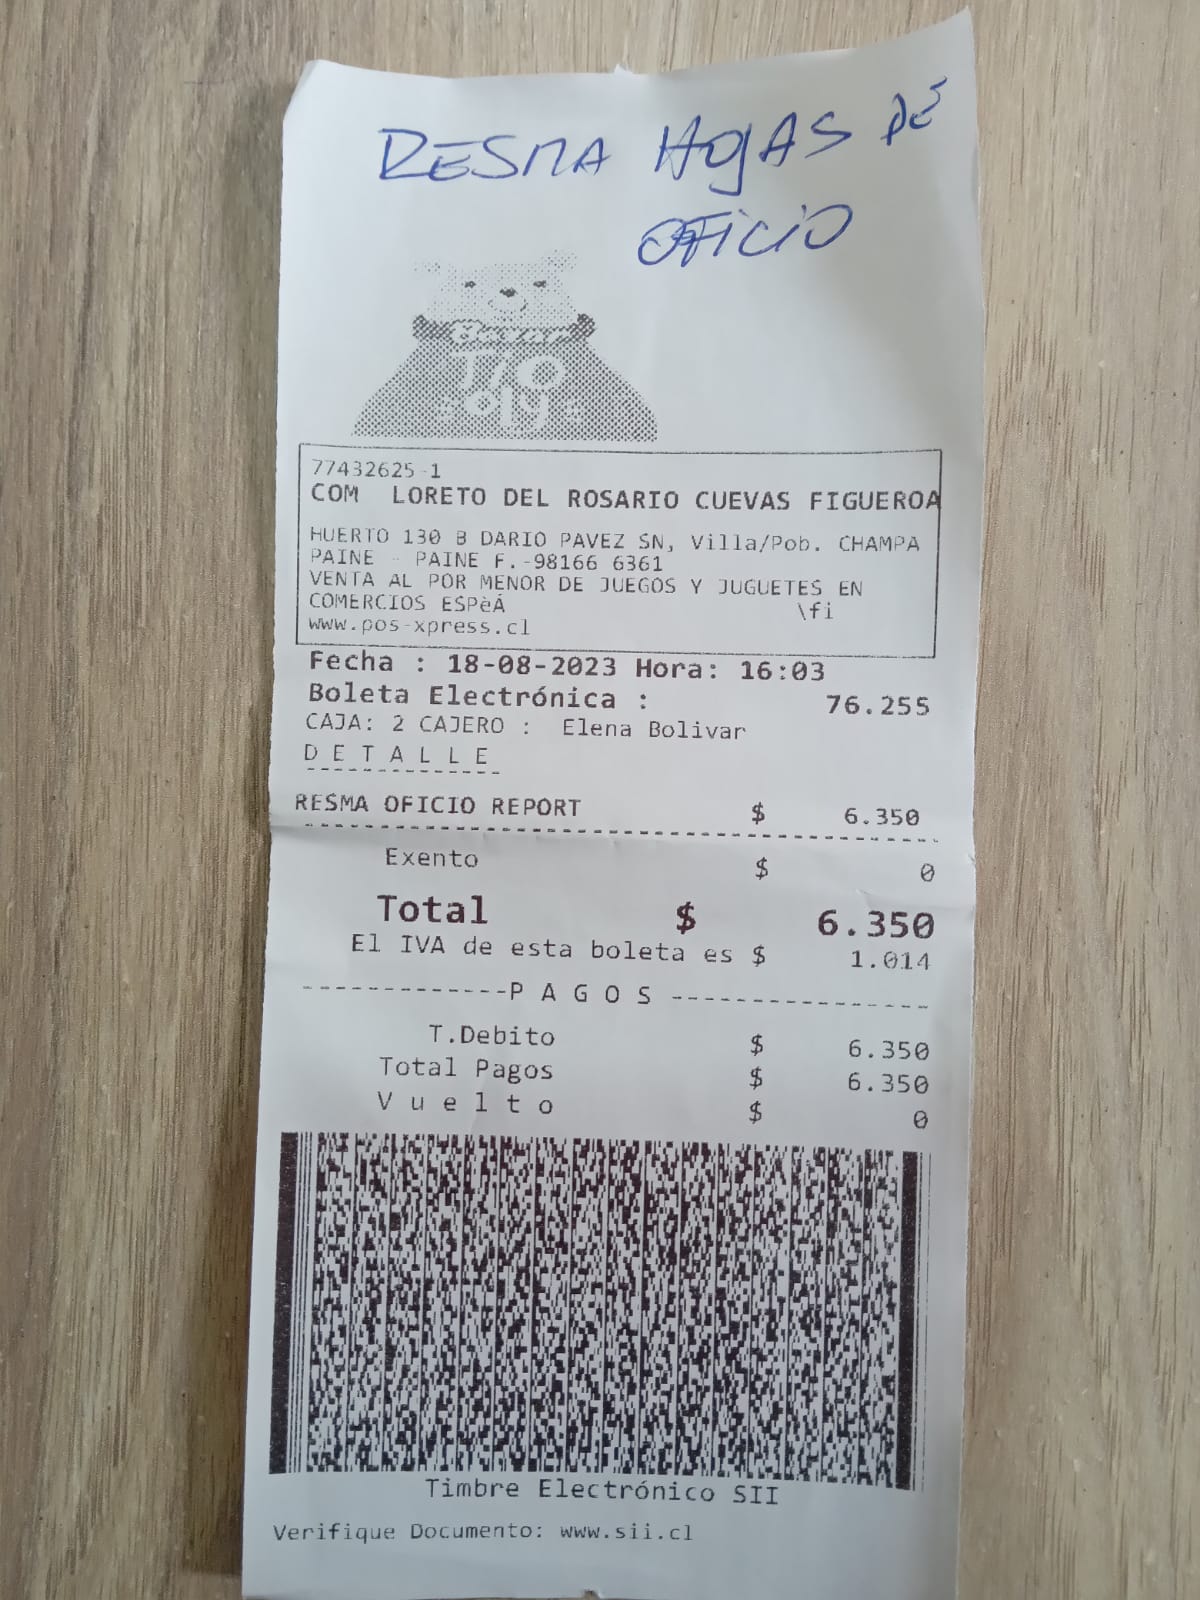 RESMA HOJAS DE
OFICIO
Bazar
TIO
77432625-1
COM LORETO DEL ROSARIO CUEVAS FIGUEROA
HUERTO 130 B DARIO PAVEZ SN, Villa/Pob. CHAMPA
PAINE - PAINE F.-98166 6361
VENTA AL POR MENOR DE JUEGOS Y JUGUETES EN
COMERCIOS ESPèÁ \fi
www.pos-xpress.cl
Fecha : 18-08-2023 Hora: 16:03
Boleta Electrónica : 76.255
CAJA: 2 CAJERO : Elena Bolivar
D E T A L L E
RESMA OFICIO REPORT $ 6.350
Exento $ 0
Total $ 6.350
El IVA de esta boleta es $ 1.014
-------------P A G O S -----------------
T.Debito $ 6.350
Total Pagos $ 6.350
V u e l t o $ 0
Timbre Electrónico SII
Verifique Documento: www.sii.cl